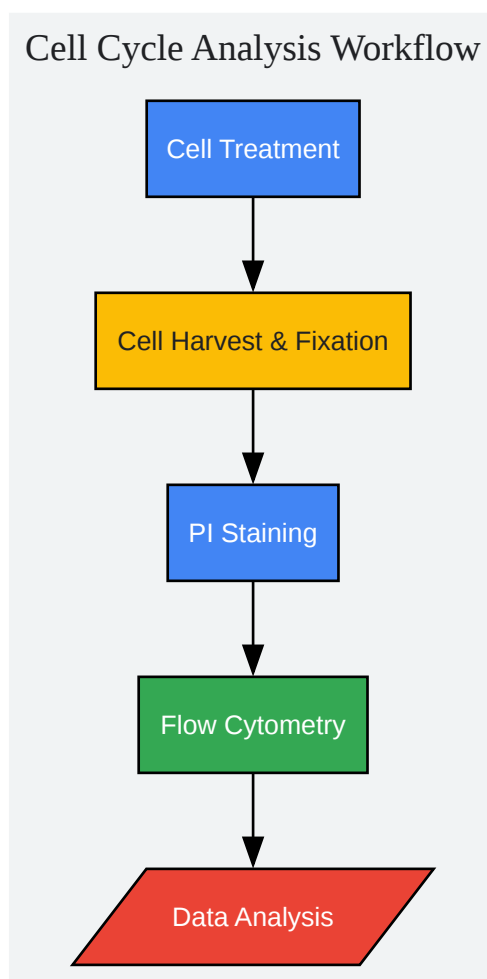 Cell Cycle Analysis Workflow
Cell Treatment
Cell Harvest & Fixation
PI Staining
Flow Cytometry
Data Analysis